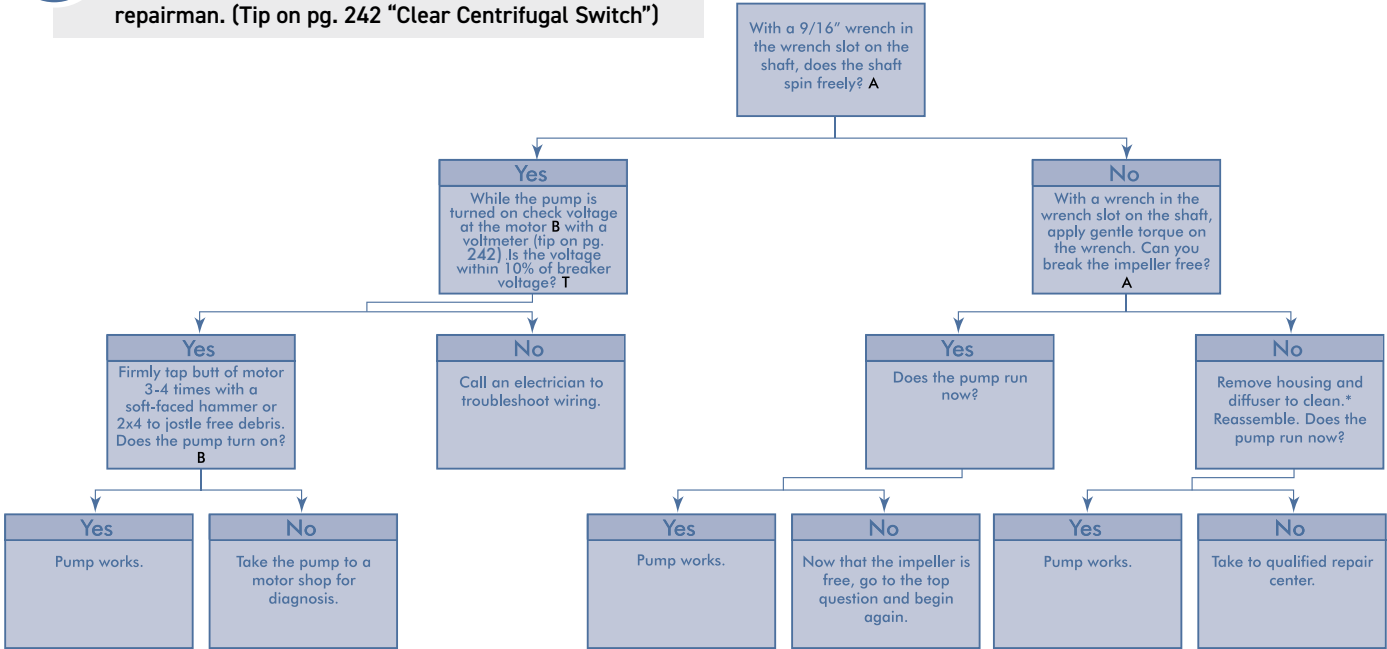 repairman. (Tip on pg. 242 “Clear Centrifugal Switch”)
With a 9/16” wrench in
the wrench slot on the
shaft, does the shaft
spin freely? A
Yes
While the pump is
turned on check voltage
at the motor B with a
voltmeter (tip on pg.
242) .Is the voltage
within 10% of breaker
voltage? T
No
With a wrench in the
wrench slot on the shaft,
apply gentle torque on
the wrench. Can you
break the impeller free?
A
Yes
Firmly tap butt of motor
3-4 times with a
soft-faced hammer or
2x4 to jostle free debris.
Does the pump turn on?
B
No
Call an electrician to
troubleshoot wiring.
Yes
Does the pump run
now?
No
Remove housing and
diffuser to clean.*
Reassemble. Does the
pump run now?
Yes
Pump works.
No
Take the pump to a
motor shop for
diagnosis.
Yes
Pump works.
No
Now that the impeller is
free, go to the top
question and begin
again.
Yes
Pump works.
No
Take to qualified repair
center.